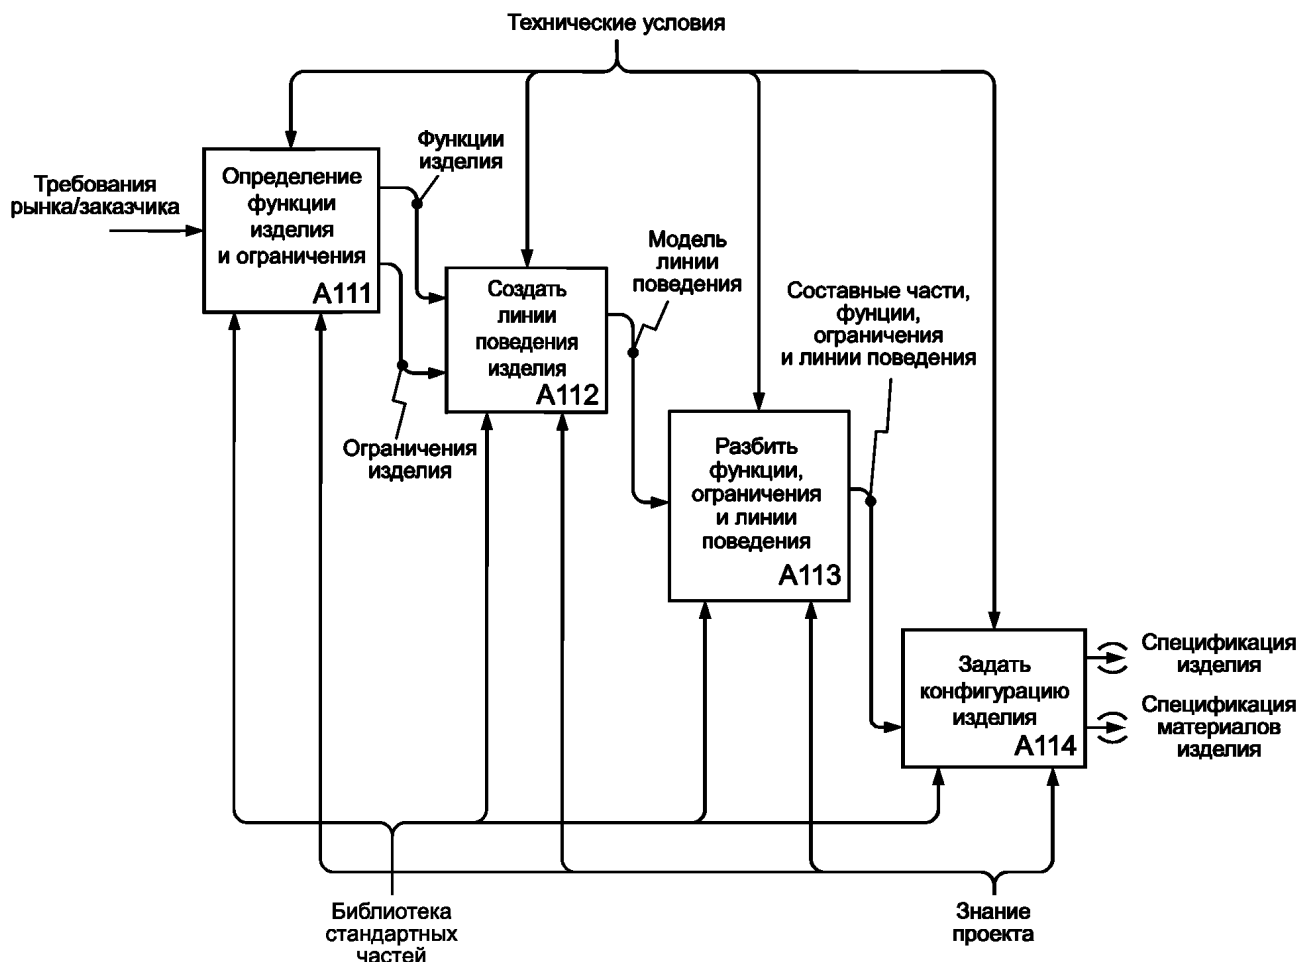 Технические условия
Функции
изделия
Требования
рынка/заказчика
Определение
функции
изделия
и ограничения
A111
Модель
линии
поведения
Создать
линии
поведения
изделия
A112
Составные части,
фунции,
ограничения
и линии поведения
Ограничения
изделия
Разбить
функции,
ограничения
и линии
поведения
A113
Задать
конфигурацию
изделия
A114
Спецификация
изделия
Спецификация
материалов
изделия
Библиотека
стандартных
частей
Знание
проекта